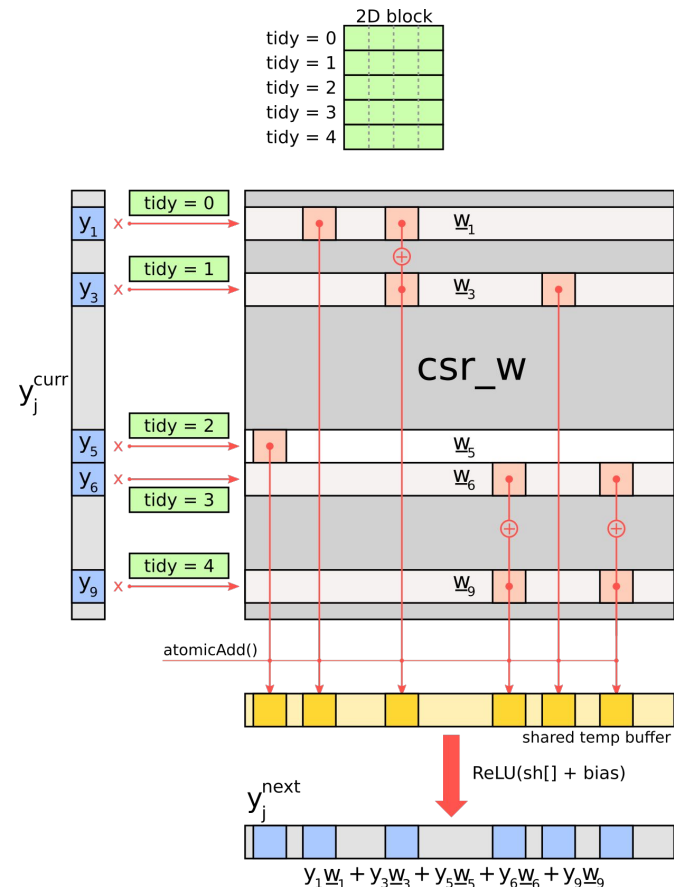 2D block
tidy = 0
tidy = 1
tidy = 2
tidy = 3
tidy = 4
tidy = 0
y₁ x w₁
tidy = 1
y₃ x w₃
csr_w
y_j^curr
tidy = 2
y₅ x w₅
y₆ x w₆
tidy = 3
tidy = 4
y₉ x w₉
atomicAdd()
shared temp buffer
ReLU(sh[] + bias)
y_j^next
y₁w₁ + y₃w₃ + y₅w₅ + y₆w₆ + y₉w₉